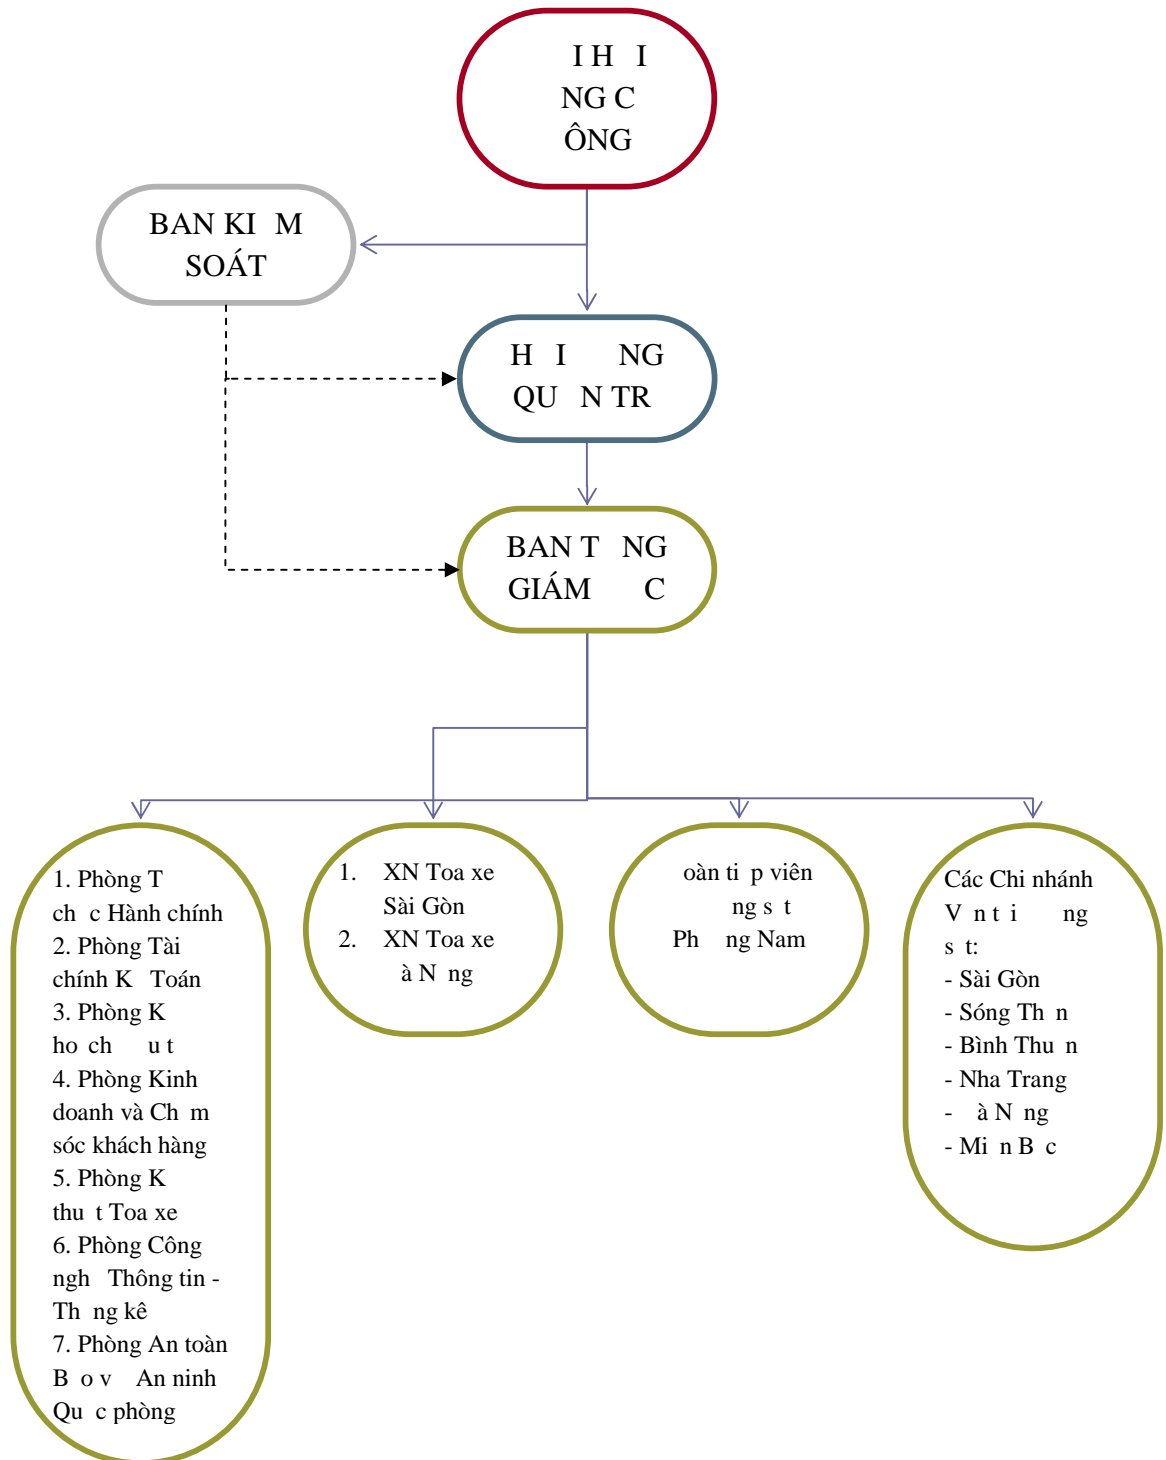 I H I
NG C
ÔNG
BAN KI M
SOÁT
H I NG
QU N TR
BAN T NG
GIÁM C
1. Phòng T
ch c Hành chính
2. Phòng Tài
chính K Toán
3. Phòng K
ho ch u t
4. Phòng Kinh
doanh và Ch m
sóc khách hàng
5. Phòng K
thu t Toa xe
6. Phòng Công
ngh Thông tin -
Th ng kê
7. Phòng An toàn
B o v An ninh
Qu c phòng
1. XN Toa xe
Sài Gòn
2. XN Toa xe
à N ng
oàn ti p viên
ng s t
Ph ng Nam
Các Chi nhánh
V n t i ng
s t:
- Sài Gòn
- Sóng Th n
- Bình Thu n
- Nha Trang
- à N ng
- Mi n B c